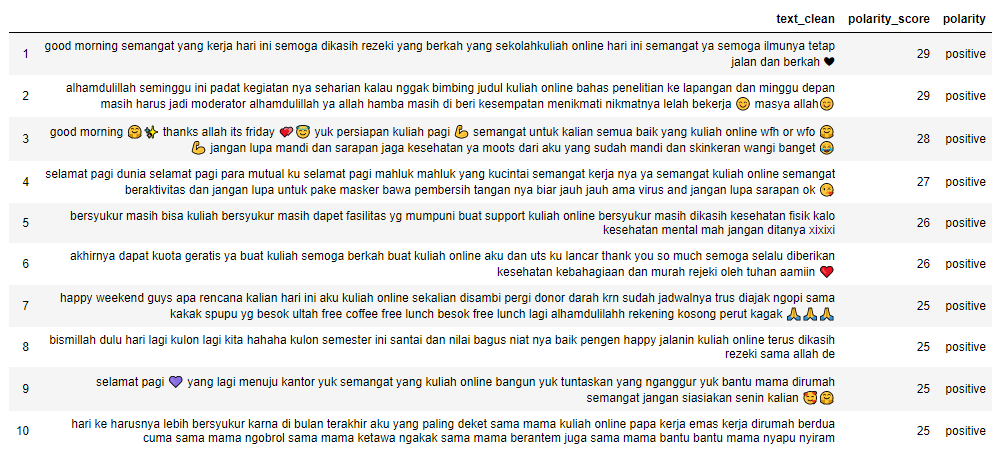 text_clean polarity_score polarity
1 good morning semangat yang kerja hari ini semoga dikasih rezeki yang berkah yang sekolahkuliah online hari ini semangat ya semoga ilmunya tetap 29 positive
jalan dan berkah 🖤
2 alhamdulillah seminggu ini padat kegiatan nya seharian kalau nggak bimbing judul kuliah online bahas penelitian ke lapangan dan minggu depan 29 positive
masih harus jadi moderator alhamdulillah ya allah hamba masih di beri kesempatan menikmati nikmatnya lelah bekerja 😊 masya allah😊
3 good morning 🤗✨ thanks allah its friday 💕😇 yuk persiapan kuliah pagi 💪 semangat untuk kalian semua baik yang kuliah online wfh or wfo 🤗 28 positive
💪 jangan lupa mandi dan sarapan jaga kesehatan ya moots dari aku yang sudah mandi dan skinkeran wangi banget 😂
4 selamat pagi dunia selamat pagi para mutual ku selamat pagi mahluk mahluk yang kucintai semangat kerja nya ya semangat kuliah online semangat 27 positive
beraktivitas dan jangan lupa untuk pake masker bawa pembersih tangan nya biar jauh jauh ama virus and jangan lupa sarapan ok 😘
5 bersyukur masih bisa kuliah bersyukur masih dapet fasilitas yg mumpuni buat support kuliah online bersyukur masih dikasih kesehatan fisik kalo 26 positive
kesehatan mental mah jangan ditanya xixixi
6 akhirnya dapat kuota geratis ya buat kuliah semoga berkah buat kuliah online aku dan uts ku lancar thank you so much semoga selalu diberikan 26 positive
kesehatan kebahagiaan dan murah rejeki oleh tuhan aamiin ❤️
7 happy weekend guys apa rencana kalian hari ini aku kuliah online sekalian disambi pergi donor darah krn sudah jadwalnya trus diajak ngopi sama 25 positive
kakak spupu yg besok ultah free coffee free lunch besok free lunch lagi alhamdulilahh rekening kosong perut kagak 🙏🙏🙏
8 bismillah dulu hari lagi kulon lagi kita hahaha kulon semester ini santai dan nilai bagus niat nya baik pengen happy jalanin kuliah online terus dikasih 25 positive
rezeki sama allah de
9 selamat pagi 💜 yang lagi menuju kantor yuk semangat yang kuliah online bangun yuk tuntaskan yang nganggur yuk bantu mama dirumah 25 positive
semangat jangan siasiakan senin kalian 🥰🤗
10 hari ke harusnya lebih bersyukur karna di bulan terakhir aku yang paling deket sama mama kuliah online papa kerja emas kerja dirumah berdua 25 positive
cuma sama mama ngobrol sama mama ketawa ngakak sama mama berantem juga sama mama bantu bantu mama nyapu nyiram